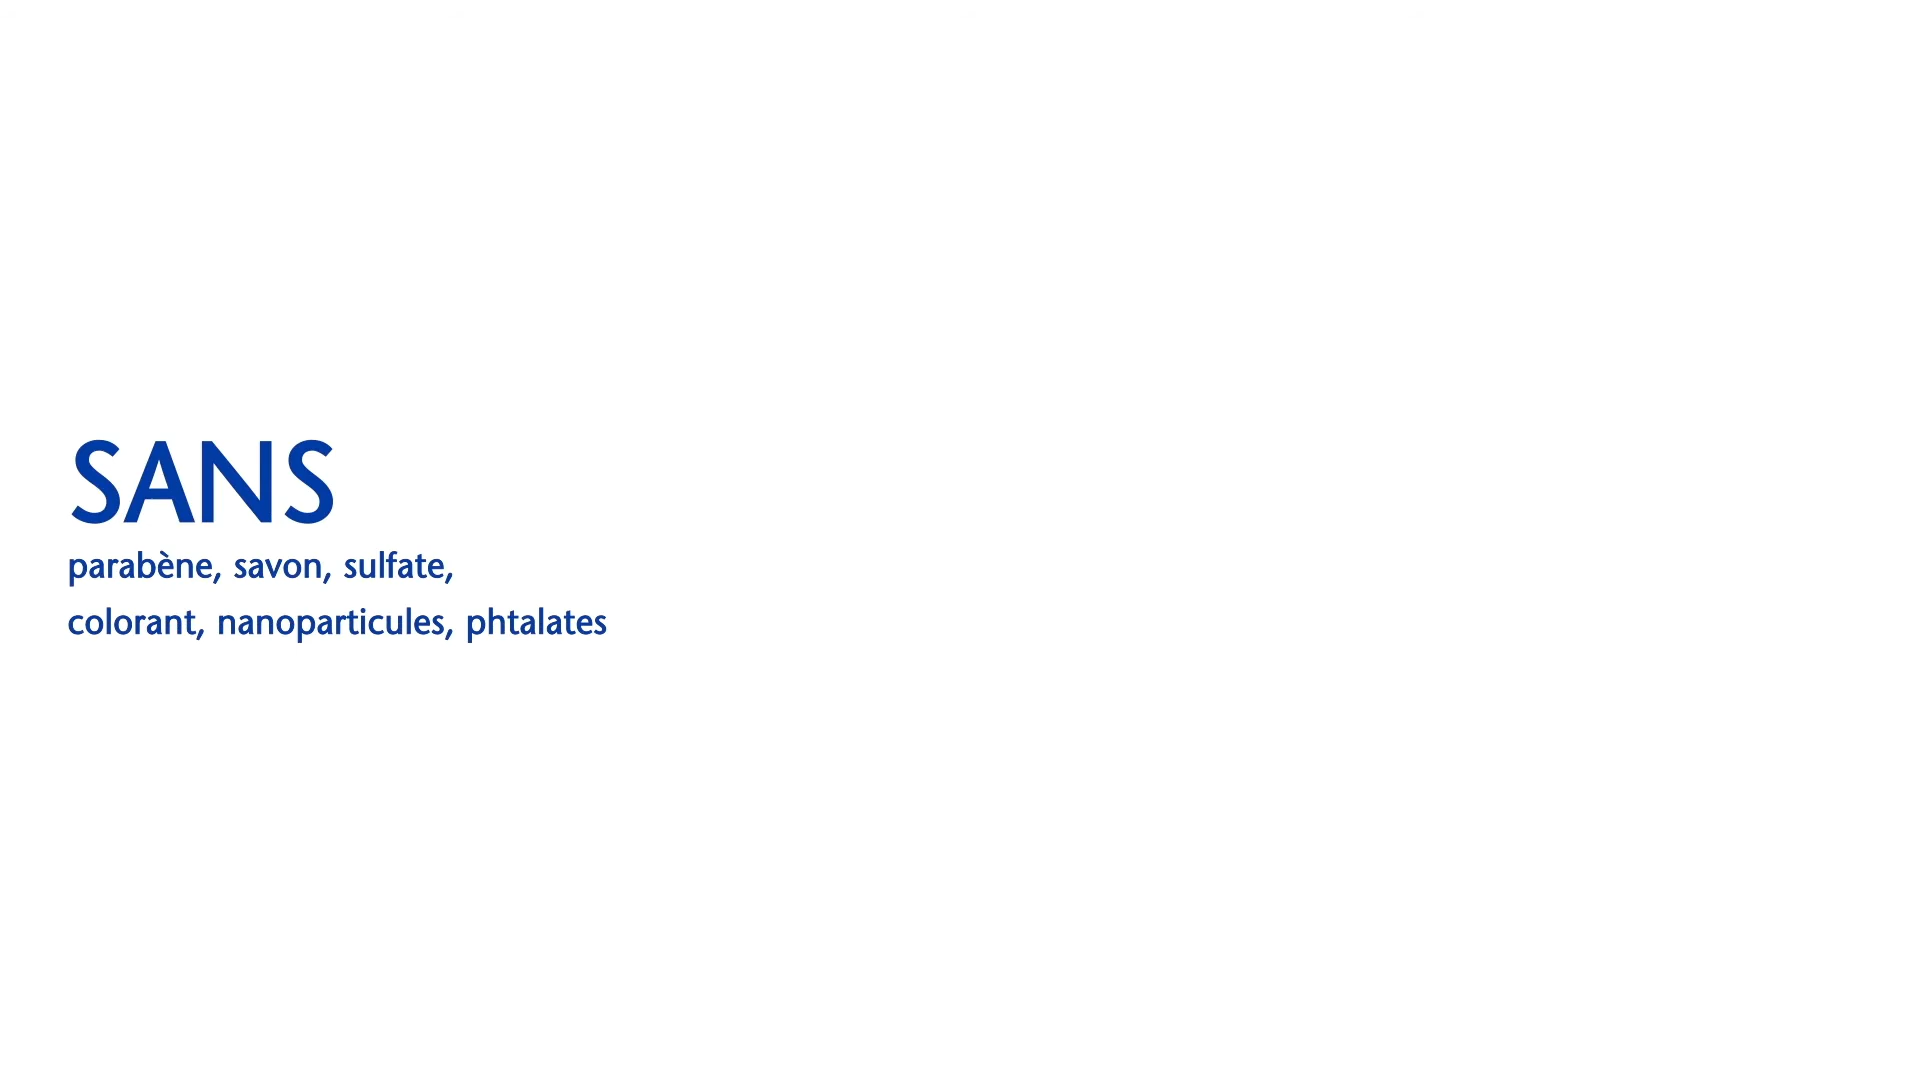 SANS
parabène, savon, sulfate,
colorant, nanoparticules, phtalates